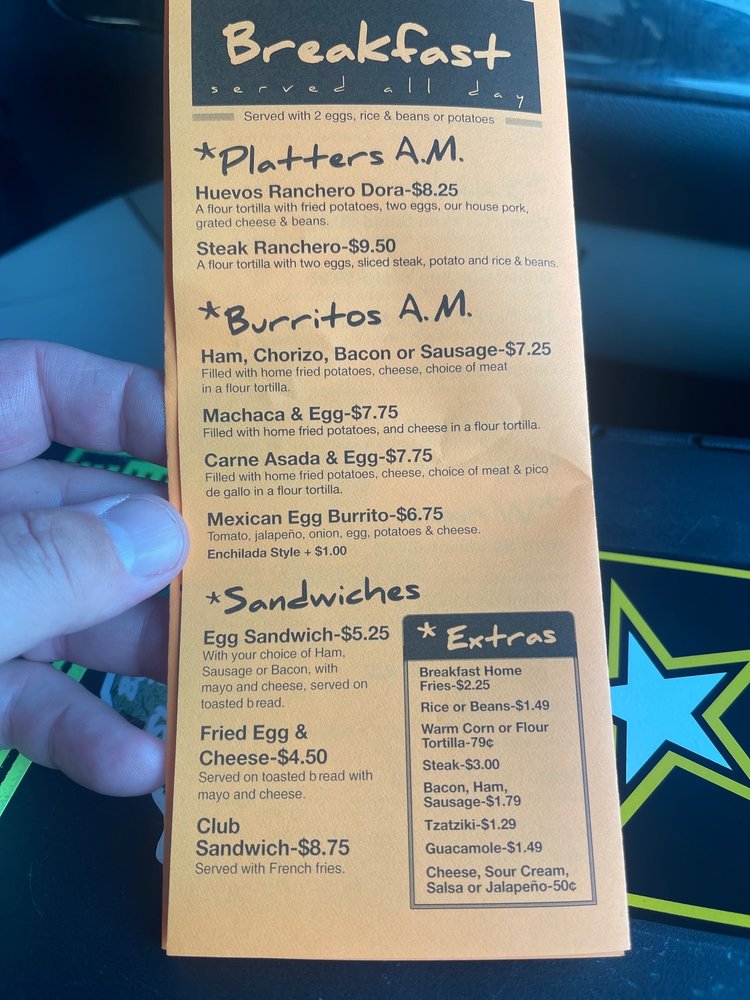 Breakfast
served all day
Served with 2 eggs, rice & beans or potatoes
*Platters A.M.
Huevos Ranchero Dora-$8.25
A flour tortilla with fried potatoes, two eggs, our house pork,
grated cheese & beans.
Steak Ranchero-$9.50
A flour tortilla with two eggs, sliced steak, potato and rice & beans.
*Burritos A.M.
Ham, Chorizo, Bacon or Sausage-$7.25
Filled with home fried potatoes, cheese, choice of meat
in a flour tortilla.
Machaca & Egg-$7.75
Filled with home fried potatoes, and cheese in a flour tortilla.
Carne Asada & Egg-$7.75
Filled with home fried potatoes, cheese, choice of meat & pico
de gallo in a flour tortilla.
Mexican Egg Burrito-$6.75
Tomato, jalapeño, onion, egg, potatoes & cheese.
Enchilada Style + $1.00
*Sandwiches
Egg Sandwich-$5.25
With your choice of Ham,
Sausage or Bacon, with
mayo and cheese, served on
toasted bread.
Fried Egg &
Cheese-$4.50
Served on toasted bread with
mayo and cheese.
Club
Sandwich-$8.75
Served with French fries.
* Extras
Breakfast Home
Fries-$2.25
Rice or Beans-$1.49
Warm Corn or Flour
Tortilla-79¢
Steak-$3.00
Bacon, Ham,
Sausage-$1.79
Tzatziki-$1.29
Guacamole-$1.49
Cheese, Sour Cream,
Salsa or Jalapeño-50¢